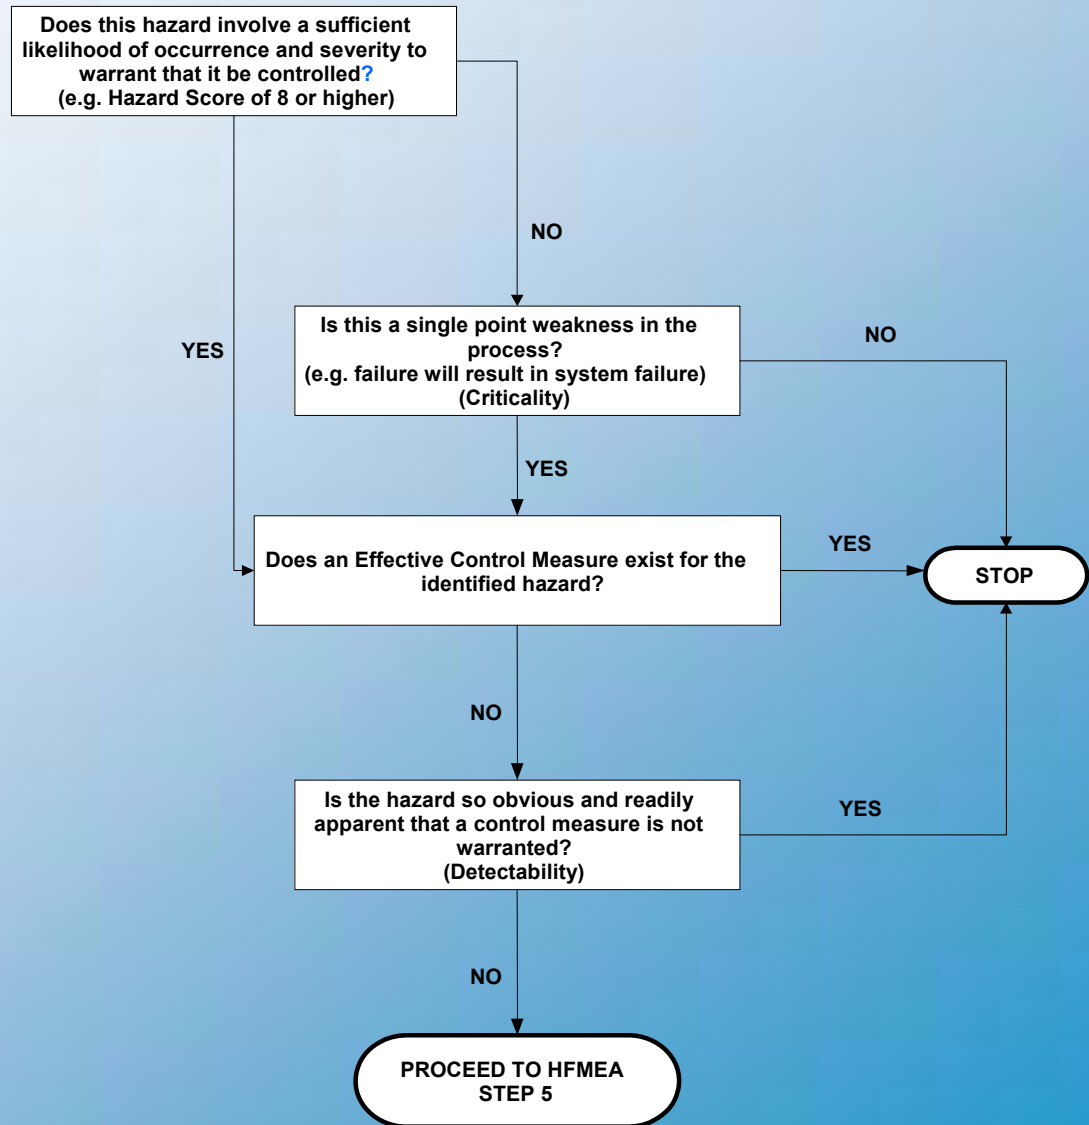 Does this hazard involve a sufficient
likelihood of occurrence and severity to
warrant that it be controlled?
(e.g. Hazard Score of 8 or higher)
NO
YES
Is this a single point weakness in the
process?
(e.g. failure will result in system failure)
(Criticality)
NO
YES
Does an Effective Control Measure exist for the
identified hazard?
YES
STOP
NO
Is the hazard so obvious and readily
apparent that a control measure is not
warranted?
(Detectability)
YES
NO
PROCEED TO HFMEA
STEP 5